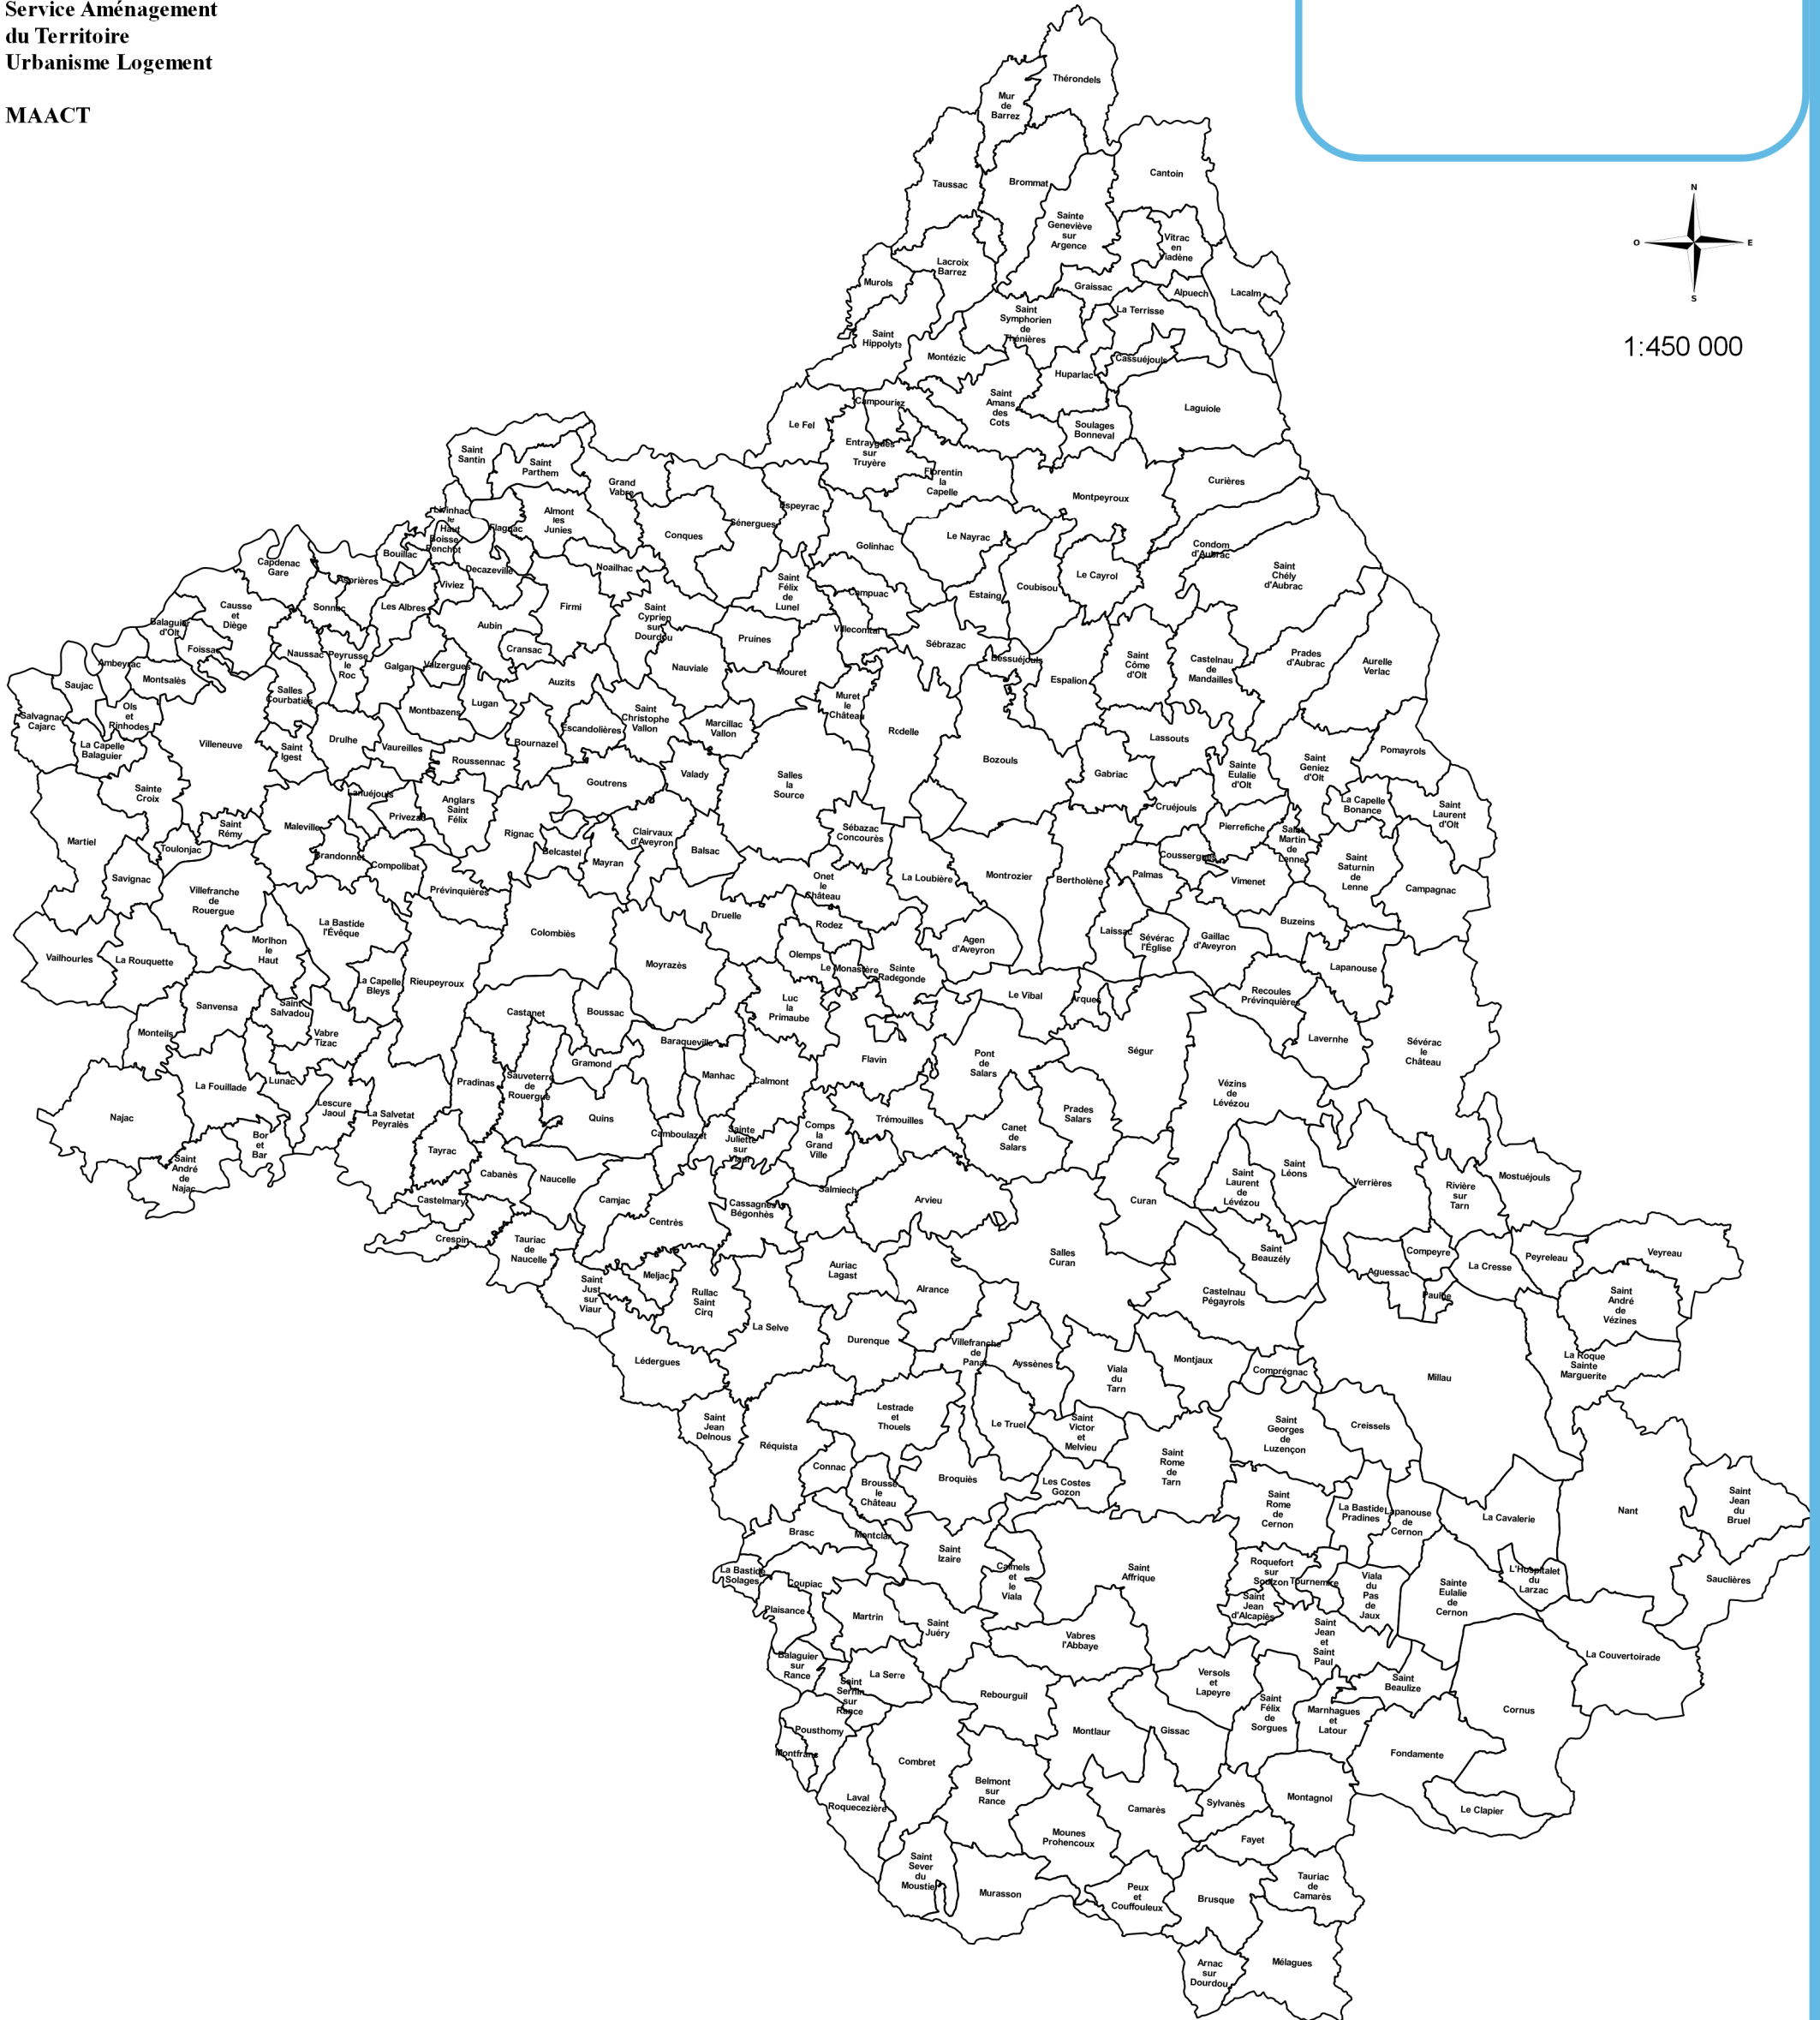 Service Aménagement
du Territoire
Urbanisme Logement
MAACT
N
O
E
S
1:450 000
Thérondels
Mur
de
Barrez
Cantoin
Taussac
Brommat
Sainte
Geneviève
sur
Argence
Vitrac
en
Viadène
Lacroix
Barrez
Murols
Graissac
Alpuech
Lacalm
La Terrisse
Saint
Symphorien
de
Thénières
Saint
Hippolyte
Montézic
Cassuéjouls
Huparlac
Saint
Amans
des
Cots
Laguiole
Campouriez
Le Fel
Soulages
Bonneval
Entraygues
sur
Truyère
Saint
Santin
Saint
Parthem
Florentin
la
Capelle
Curières
Grand
Vabre
Montpeyroux
Espeyrac
Livinhac
le
Haut
Flagnac
Almont
les
Junies
Sénergues
Conques
Le Nayrac
Boisse
Penchot
Golinhac
Condom
d'Aubrac
Bouillac
Capdenac
Gare
Decazeville
Noailhac
Saint
Chély
d'Aubrac
Le Cayrol
Asprières
Viviez
Saint
Félix
de
Lunel
Coubisou
Campuac
Estaing
Sonnac
Les Albres
Firmi
Causse
et
Diège
Saint
Cyprien
sur
Dourdou
Aubin
Balaguier
d'Olt
Villecomtal
Pruines
Sébrazac
Foissac
Cransac
Naussac
Peyrusse
le
Roc
Galgan
Valzergues
Nauviale
Mouret
Bessuéjouls
Saint
Côme
d'Olt
Castelnau
de
Mandailles
Prades
d'Aubrac
Aurelle
Verlac
Ambeyrac
Montsalès
Saujac
Auzits
Espalion
Salles
Courbatiès
Lugan
Montbazens
Muret
le
Château
Ols
et
Rinhodes
Salvagnac
Cajarc
Saint
Christophe
Vallon
Escandolières
Marcillac
Vallon
Rodelle
Lassouts
La Capelle
Balaguier
Villeneuve
Saint
Igest
Drulhe
Vaureilles
Bournazel
Roussennac
Pomayrols
Bozouls
Gabriac
Sainte
Eulalie
d'Olt
Saint
Geniez
d'Olt
Valady
Goutrens
Salles
la
Source
Sainte
Croix
Lanuéjouls
Anglars
Saint
Félix
Privezac
Cruéjouls
La Capelle
Bonance
Saint
Laurent
d'Olt
Saint
Rémy
Maleville
Rignac
Clairvaux
d'Aveyron
Sébazac
Concourès
Pierrefiche
Saint
Martin
de
Lenne
Martiel
Toulonjac
Brandonnet
Compolibat
Belcastel
Mayran
Balsac
Coussergues
Saint
Saturnin
de
Lenne
Savignac
Villefranche
de
Rouergue
Prévinquières
Onet
le
Château
La Loubière
Montrozier
Bertholène
Palmas
Vimenet
Campagnac
La Bastide
l'Évêque
Colombiès
Druelle
Rodez
Buzeins
Laissac
Sévérac
l'Église
Gaillac
d'Aveyron
Agen
d'Aveyron
Morlhon
le
Haut
Vailhourles
La Rouquette
Moyrazès
Olemps
Le Monastère
Sainte
Radegonde
Lapanouse
La Capelle
Bleys
Rieupeyroux
Sanvensa
Saint
Salvadou
Castanet
Boussac
Luc
la
Primaube
Le Vibal
Arques
Recoules
Prévinquières
Monteils
Vabre
Tizac
Baraqueville
Flavin
Pont
de
Salars
Ségur
Lavernhe
Sévérac
le
Château
Gramond
Manhac
Calmont
La Fouillade
Lunac
Pradinas
Sauveterre
de
Rouergue
Vézins
de
Lévézou
Najac
Lescure
Jaoul
La Salvetat
Peyralès
Quins
Prades
Salars
Trémouilles
Comps
la
Grand
Ville
Canet
de
Salars
Camboulazet
Sainte
Juliette
sur
Viaur
Bor
et
Bar
Tayrac
Saint
André
de
Najac
Cabanès
Naucelle
Saint
Léons
Saint
Laurent
de
Lévézou
Verrières
Rivière
sur
Tarn
Mostuéjouls
Castelmary
Camjac
Cassagnes
Bégonhès
Salmiech
Arvieu
Curan
Centrès
Crespin
Tauriac
de
Naucelle
Salles
Curan
Saint
Beauzély
Compeyre
Aguessac
La Cresse
Peyreleau
Veyreau
Auriac
Lagast
Alrance
Meljac
Saint
Just
sur
Viaur
Rullac
Saint
Cirq
Castelnau
Pégayrols
Paulhe
Saint
André
de
Vézines
La Selve
Durenque
Villefranche
de
Panat
Ayssènes
Lédergues
Viala
du
Tarn
Montjaux
Comprégnac
Millau
La Roque
Sainte
Marguerite
Saint
Jean
Delnous
Lestrade
et
Thouels
Le Truel
Saint
Victor
et
Melvieu
Saint
Georges
de
Luzençon
Creissels
Réquista
Connac
Saint
Rome
de
Tarn
Broquiès
Brousse
le
Château
Les Costes
Gozon
Saint
Rome
de
Cernon
La Bastide
Pradines
Lapanouse
de
Cernon
La Cavalerie
Nant
Saint
Jean
du
Bruel
Brasc
Montclar
Saint
Izaire
Calmels
et
le
Viala
Saint
Affrique
Roquefort
sur
Soulzon
Tournemire
Viala
du
Pas
de
Jaux
Sainte
Eulalie
de
Cernon
L'Hospitalet
du
Larzac
Sauclières
La Bastide
Solages
Coupiac
Plaisance
Martrin
Saint
Juéry
Saint
Jean
d'Alcapiès
Saint
Jean
et
Saint
Paul
Vabres
l'Abbaye
La Couvertoirade
Balaguier
sur
Rance
La Serre
Saint
Sernin
sur
Rance
Rebourguil
Versols
et
Lapeyre
Saint
Beaulize
Saint
Félix
de
Sorgues
Marnhagues
et
Latour
Cornus
Pousthomy
Montlaur
Gissac
Montfranc
Combret
Fondamente
Belmont
sur
Rance
Laval
Roquecezière
Camarès
Sylvanès
Montagnol
Le Clapier
Mounes
Prohencoux
Fayet
Saint
Sever
du
Moustier
Murasson
Peux
et
Couffouleux
Brusque
Tauriac
de
Camarès
Arnac
sur
Dourdou
Mélagues